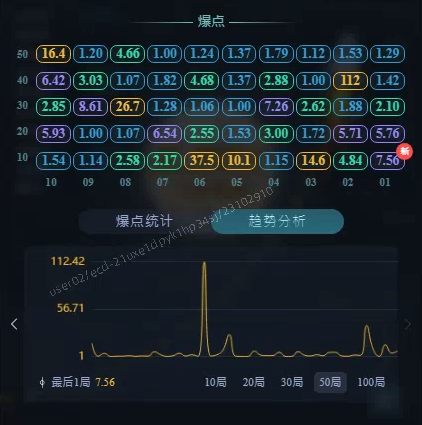 爆点
50 16.4 1.20 4.66 1.00 1.24 1.37 1.79 1.12 1.53 1.29
40 6.42 3.03 1.07 1.82 4.68 1.37 2.88 1.00 112 1.42
30 2.85 8.61 26.7 1.28 1.06 1.00 7.26 2.62 1.88 2.10
20 5.93 1.00 1.07 6.54 2.55 1.53 3.00 1.72 5.71 5.76
10 1.54 1.14 2.58 2.17 37.5 10.1 1.15 14.6 4.84 7.56
新
10 09 08 07 06 05 04 03 02 01
爆点统计 趋势分析
112.42
56.71
1
最后1局 7.56 10局 20局 30局 50局 100局